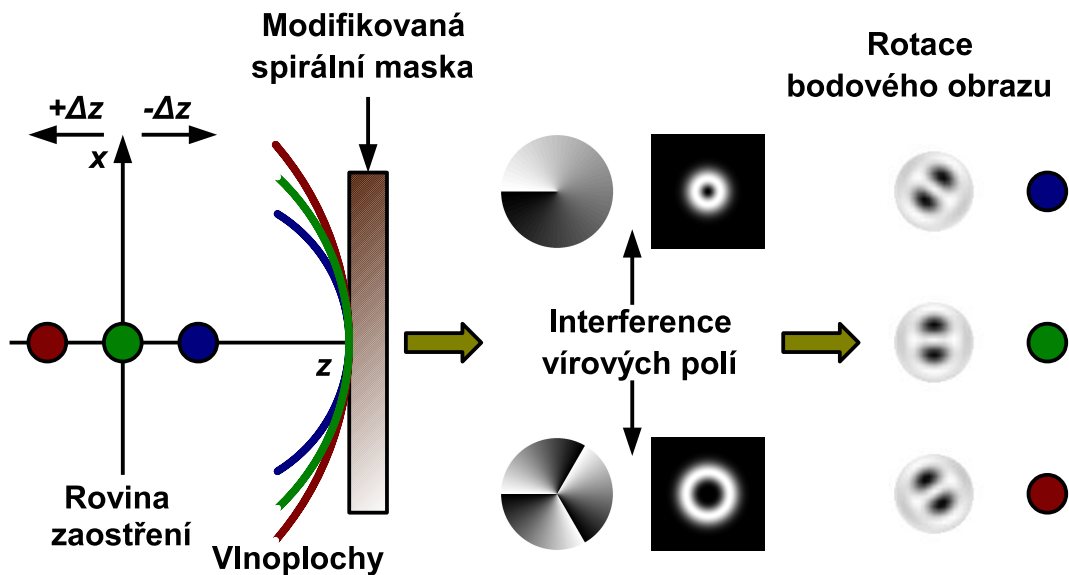 Modifikovaná
spirální maska
Rotace
bodového obrazu
+Δz
-Δz
x
z
Interference
vírových polí
Rovina
zaostření
Vlnoplochy